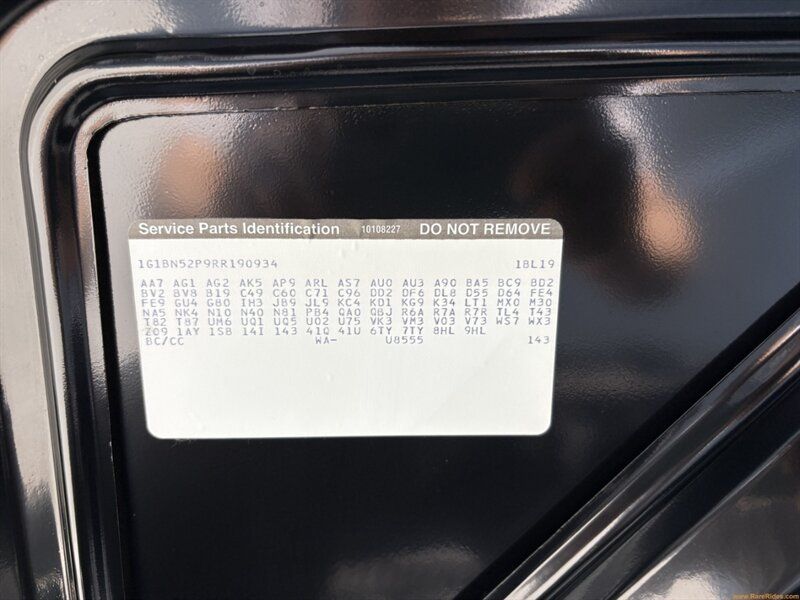 Service Parts Identification 10108227 DO NOT REMOVE
1G1BN52P9RR190934 1BL19
AA7 AG1 AG2 AK5 AP9 ARL AS7 AU0 AU3 A90 BA5 BC9 BD2
BV2 BV8 B19 C49 C60 C71 C96 DD2 DF6 DL8 D55 D64 FE4
FE9 GU4 G80 IH3 JB9 JL9 KC4 KD1 KG9 K34 LT1 MX0 M30
NA5 NK4 N10 N40 N81 PB4 QA0 QBJ R6A R7A R7R TL4 T43
T82 T87 UM6 UQ1 UQ5 U02 U75 VK3 VM3 V03 V73 WS7 WX3
Z09 1AY 1SB 14I 143 41Q 41U 6TY 7TY 8HL 9HL
BC/CC WA- U8555 143
www.RareRides.com